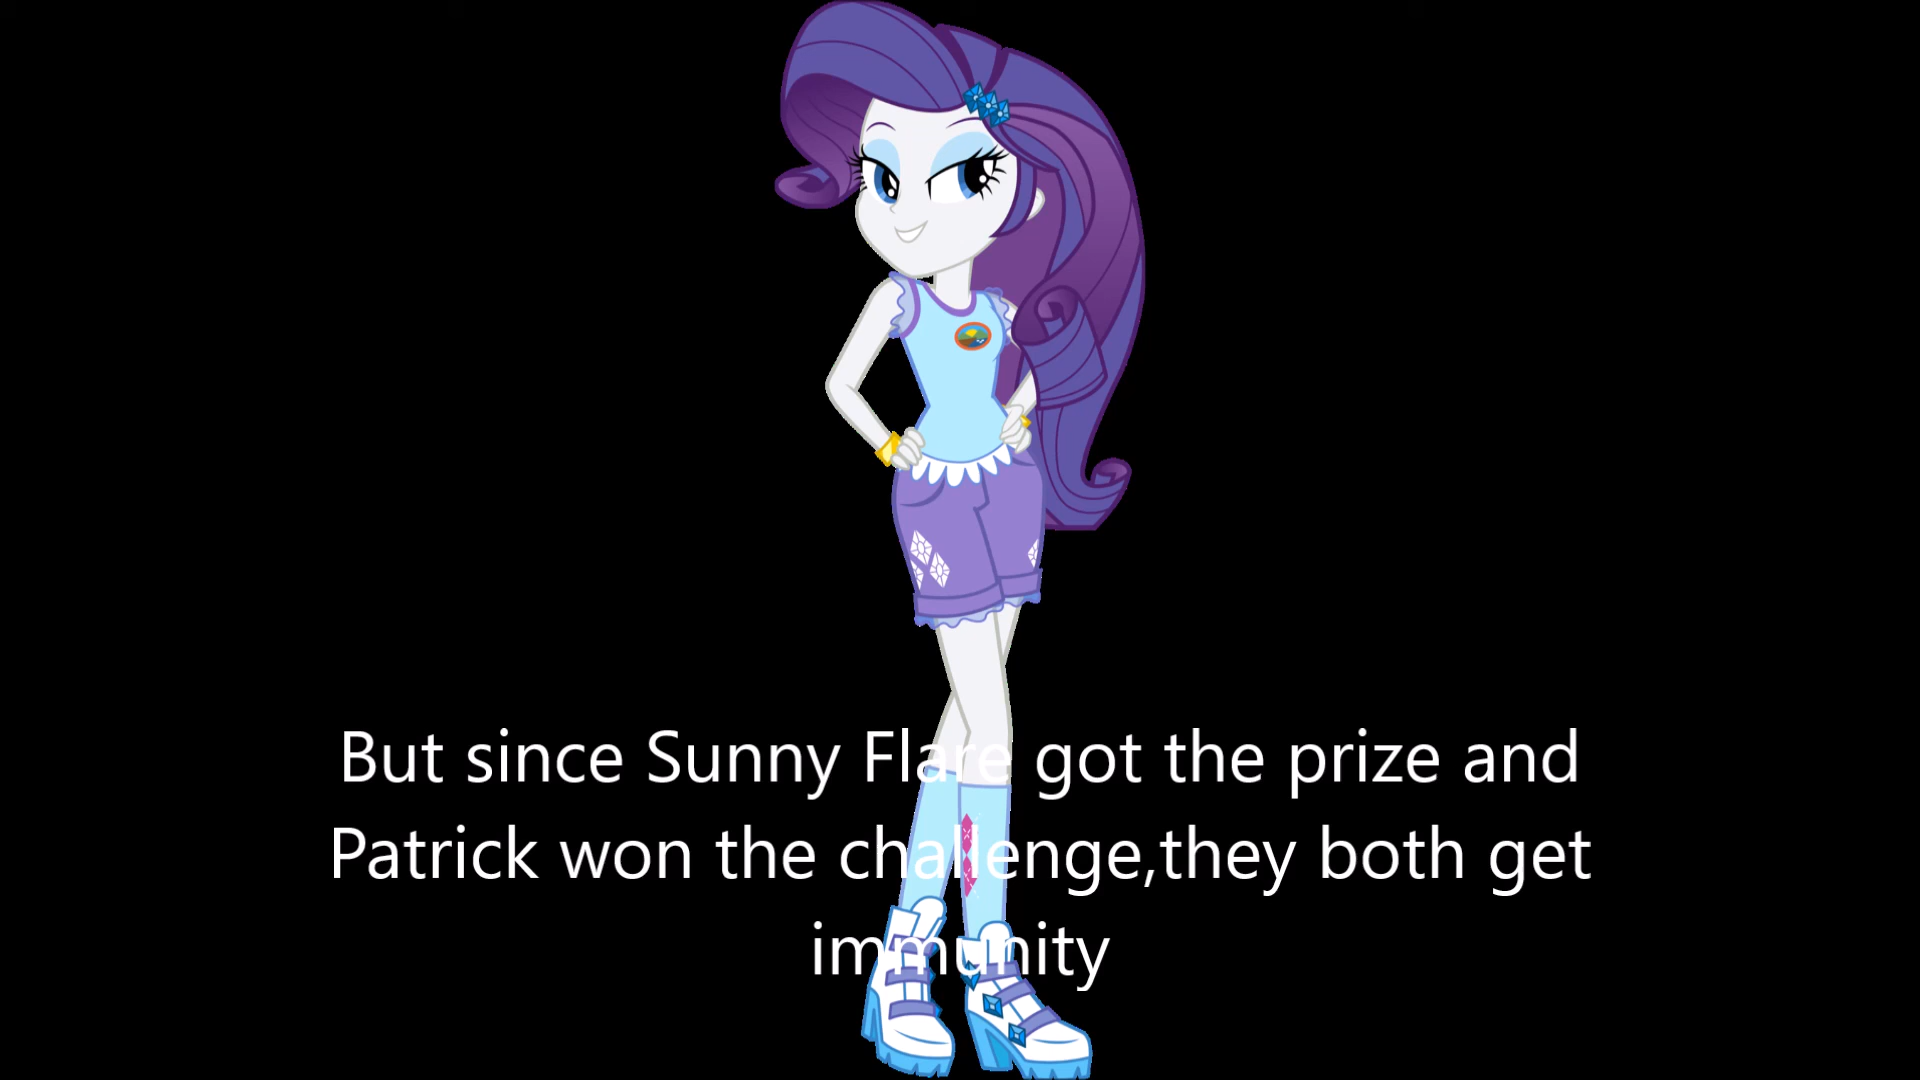 But since Sunny Flare got the prize and
Patrick won the challenge,they both get
immunity